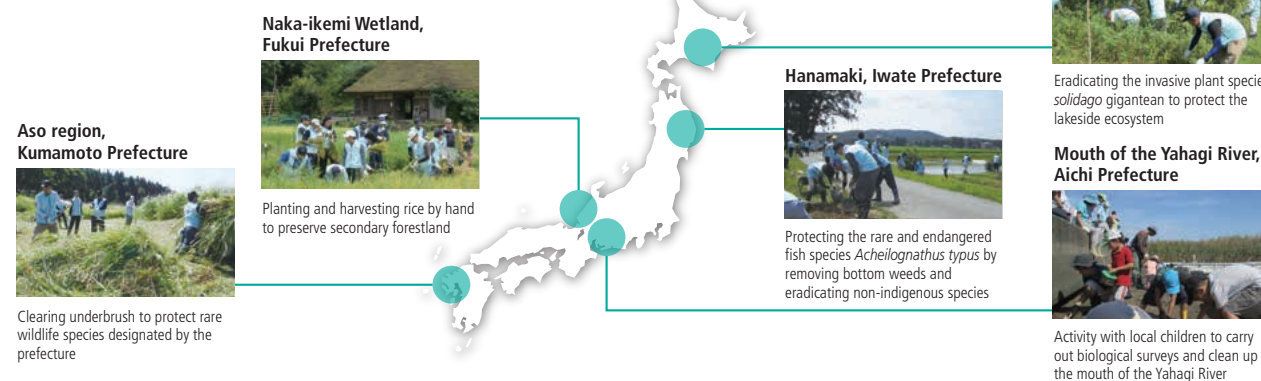 Naka-ikemi Wetland,
Fukui Prefecture
Planting and harvesting rice by hand
to preserve secondary forestland
Aso region,
Kumamoto Prefecture
Clearing underbrush to protect rare
wildlife species designated by the
prefecture
Hanamaki, Iwate Prefecture
Protecting the rare and endangered
fish species Acheilognathus typus by
removing bottom weeds and
eradicating non-indigenous species
Eradicating the invasive plant specie
solidago gigantean to protect the
lakeside ecosystem
Mouth of the Yahagi River,
Aichi Prefecture
Activity with local children to carry
out biological surveys and clean up
the mouth of the Yahagi River